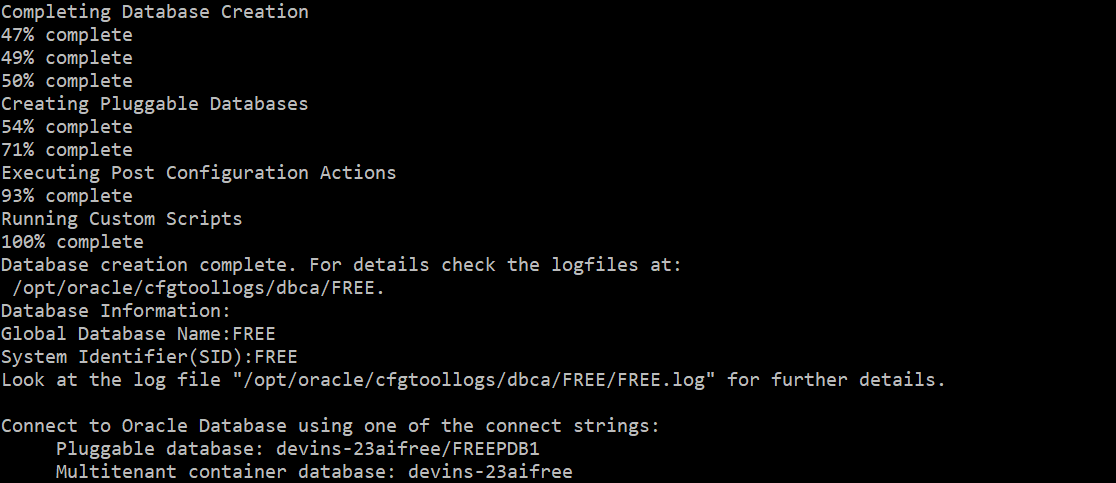 Completing Database Creation
47% complete
49% complete
50% complete
Creating Pluggable Databases
54% complete
71% complete
Executing Post Configuration Actions
93% complete
Running Custom Scripts
100% complete
Database creation complete. For details check the logfiles at:
 /opt/oracle/cfgtoollogs/dbca/FREE.
Database Information:
Global Database Name:FREE
System Identifier(SID):FREE
Look at the log file "/opt/oracle/cfgtoollogs/dbca/FREE/FREE.log" for further details.

Connect to Oracle Database using one of the connect strings:
     Pluggable database: devins-23aifree/FREEPDB1
     Multitenant container database: devins-23aifree